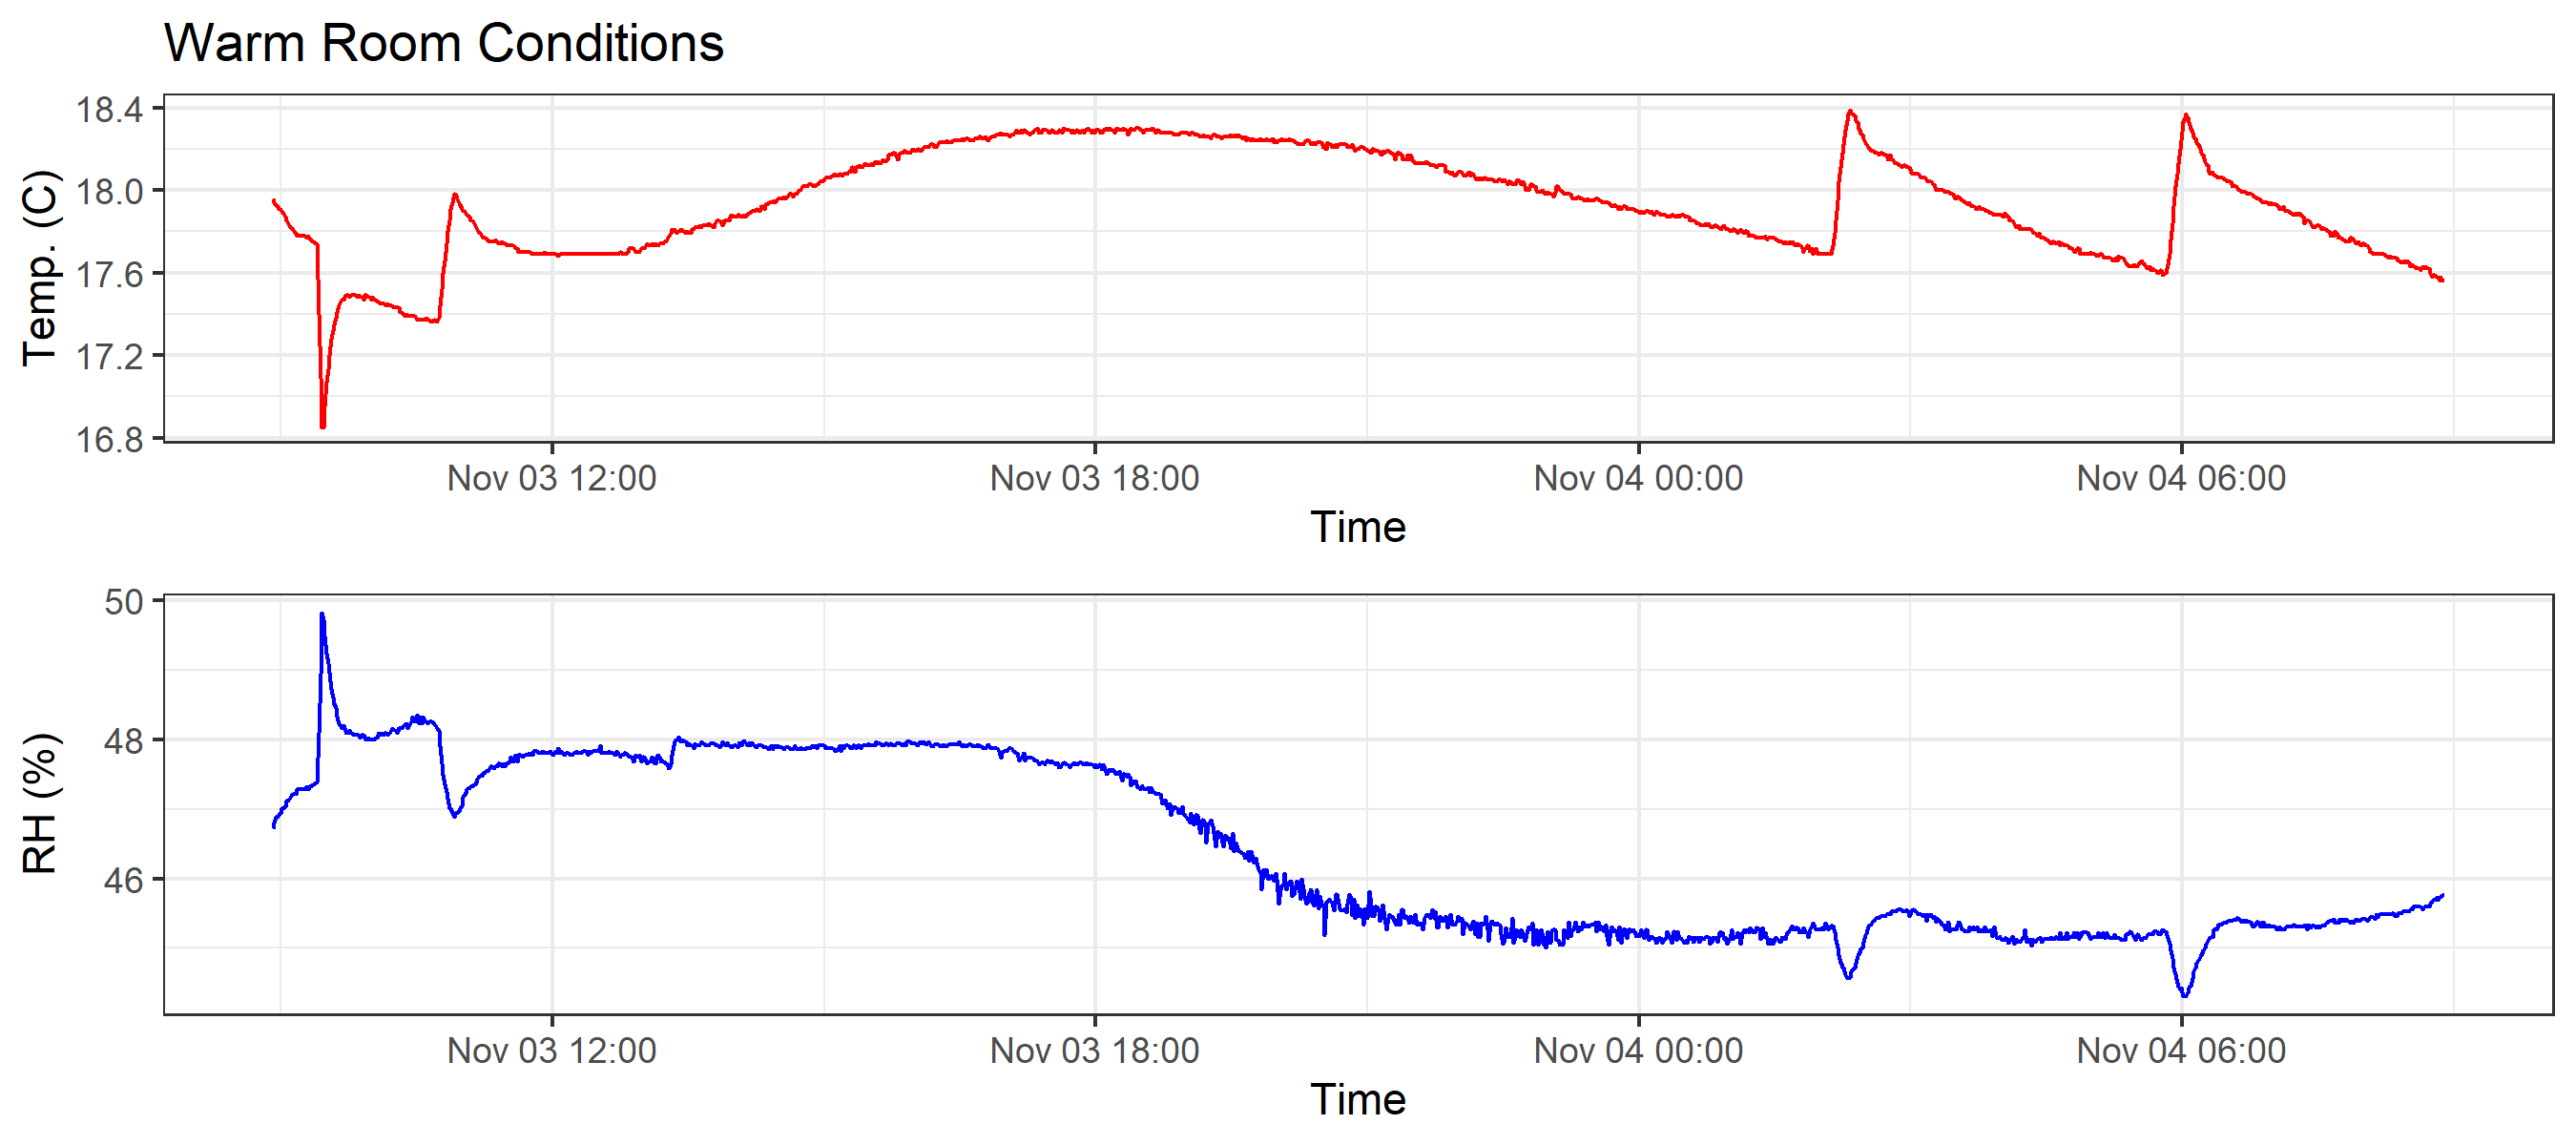 Warm Room Conditions
Temp. (C)
18.4
18.0
17.6
17.2
16.8
Nov 03 12:00 Nov 03 18:00 Nov 04 00:00 Nov 04 06:00
Time
RH (%)
50
48
46
Nov 03 12:00 Nov 03 18:00 Nov 04 00:00 Nov 04 06:00
Time